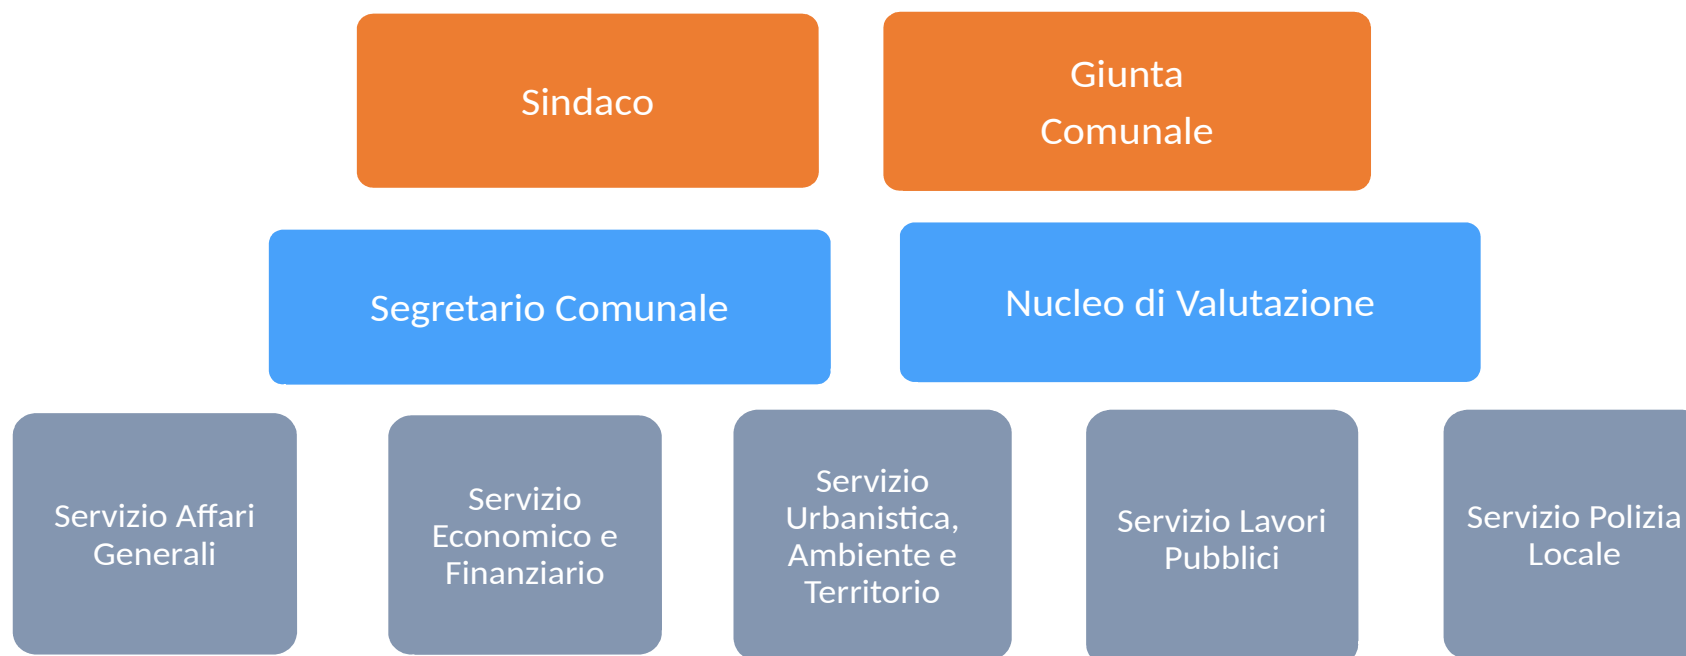 Sindaco
Giunta
Comunale
Segretario Comunale
Nucleo di Valutazione
Servizio Affari
Generali
Servizio
Economico e
Finanziario
Servizio
Urbanistica,
Ambiente e
Territorio
Servizio Lavori
Pubblici
Servizio Polizia
Locale